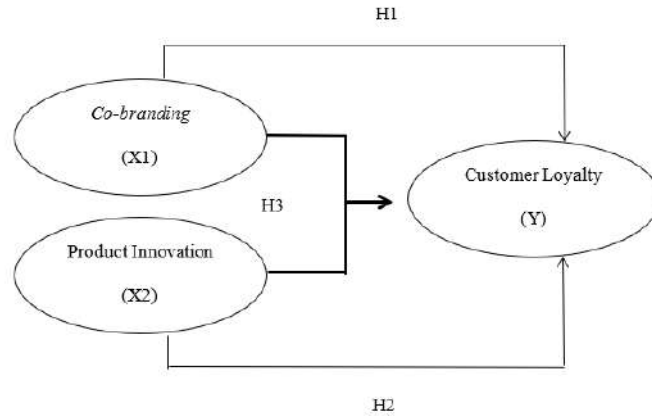 H1
Co-branding
(X1)
Customer Loyalty
(Y)
H3
Product Innovation
(X2)
H2